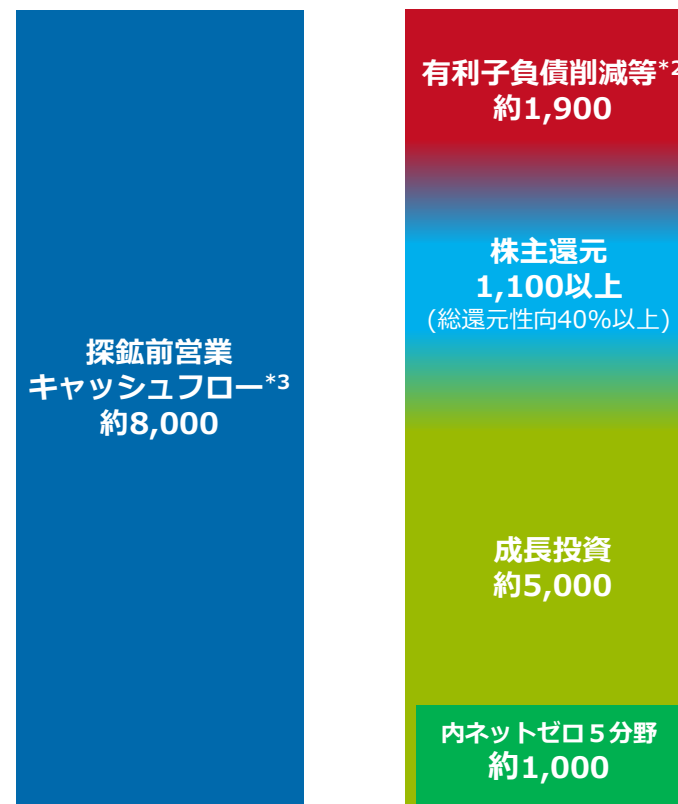 探鉱前営業
キャッシュフロー*3
約8,000
有利子負債削減等*2
約1,900
株主還元
1,100以上
(総還元性向40%以上)
成長投資
約5,000
内ネットゼロ５分野
約1,000